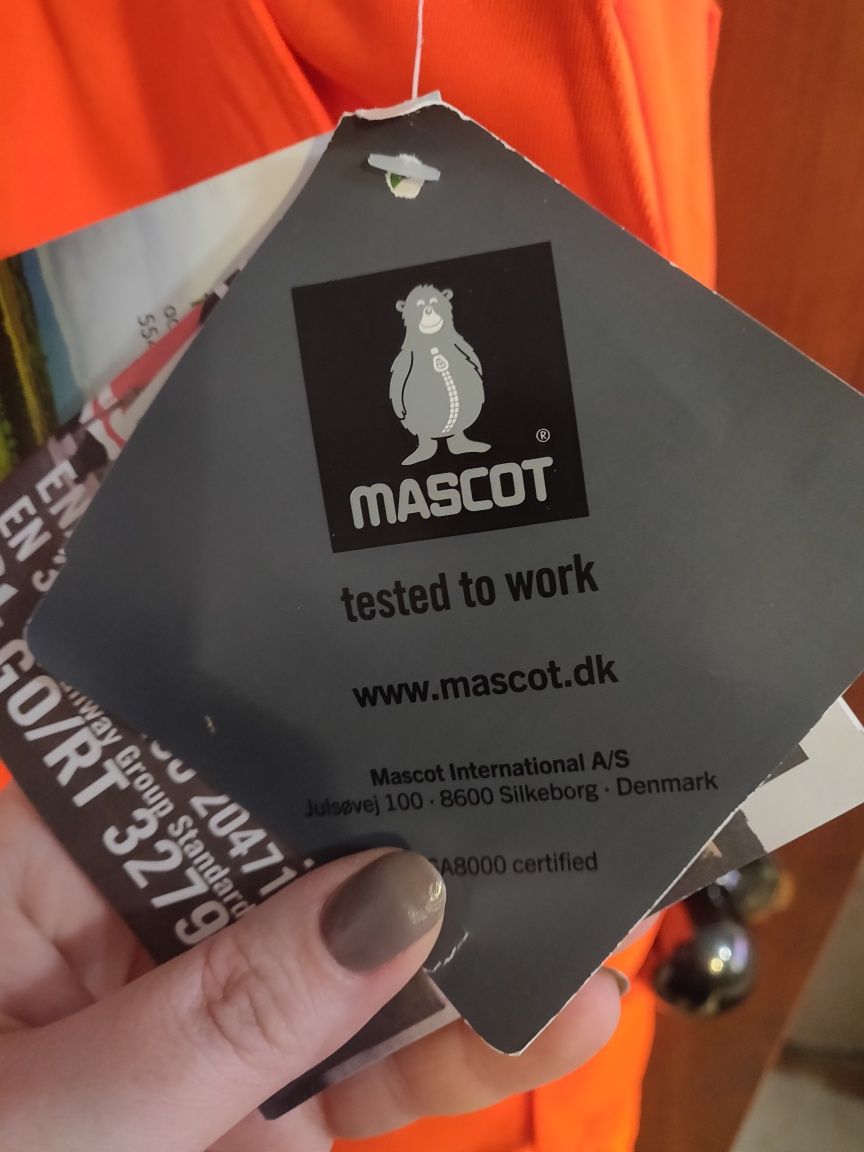 ®
MASCOT
tested to work
www.mascot.dk
Mascot International A/S
Julsøvej 100 · 8600 Silkeborg · Denmark
SA8000 certified
EN
EN
GO/RT 3279
Group Standard
20471